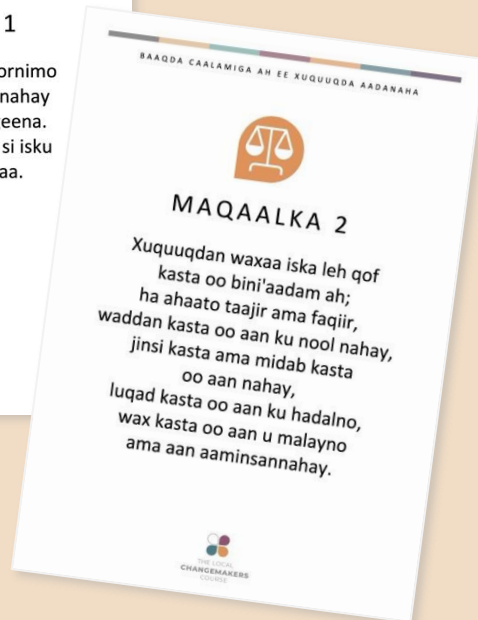 1
nahay
si isku
BAAQDA CAALAMIGA AH EE XUQUUQDA AADANAHA
MAQAALKA 2
Xuquuqdan waxaa iska leh qof
kasta oo bini'aadam ah;
ha ahaato taajir ama faqiir,
waddan kasta oo aan ku nool nahay,
jinsi kasta ama midab kasta
oo aan nahay,
luqad kasta oo aan ku hadalno,
wax kasta oo aan u malayno
ama aan aaminsannahay.
THE LOCAL
CHANGEMAKERS
COURSE